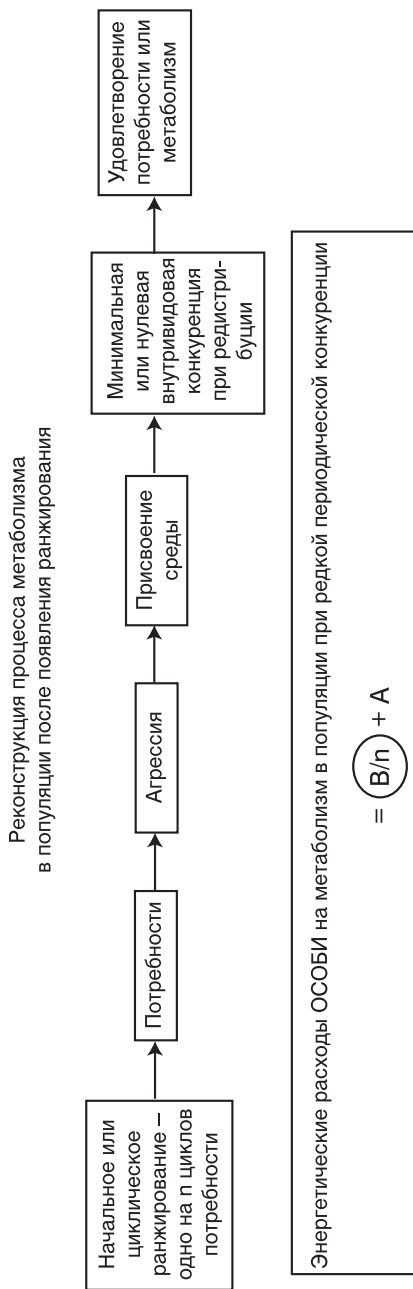 Реконструкция процесса метаболизма
в популяции после появления ранжирования
Начальное или
циклическое
ранжирование –
одно на n циклов
потребности
Потребности
Агрессия
Присвоение
среды
Минимальная
или нулевая
внутривидовая
конкуренция
при редистри-
буции
Удовлетворение
потребности или
метаболизм
Энергетические расходы ОСОБИ на метаболизм в популяции при редкой периодической конкуренции
= B/n + A